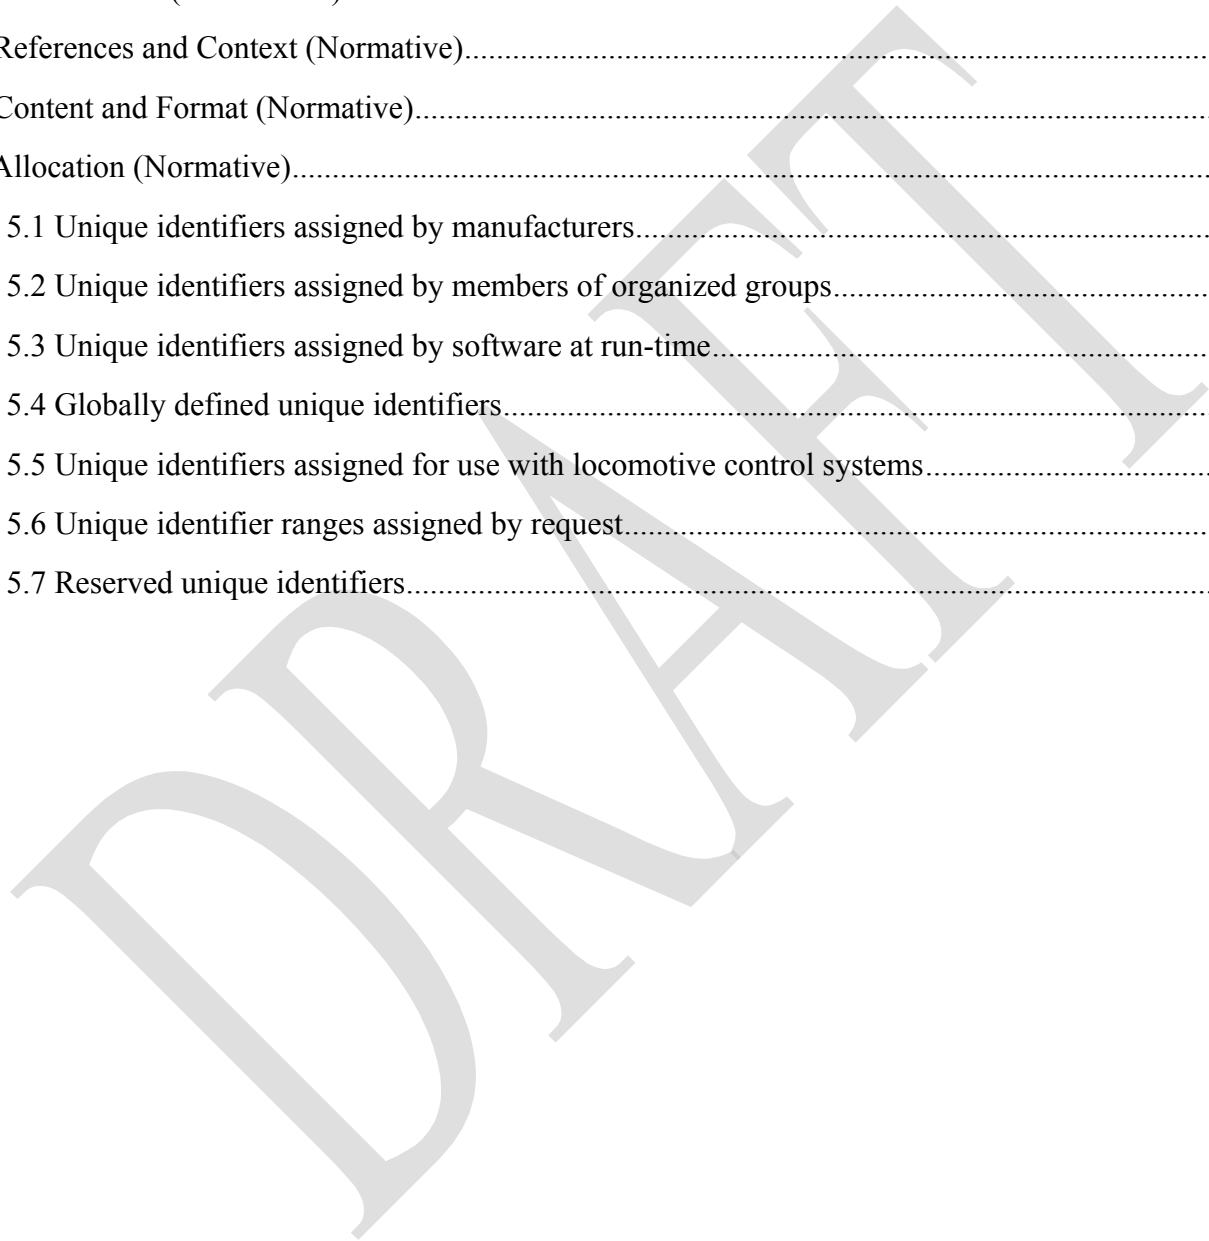 References and Context (Normative)
Content and Format (Normative)
Allocation (Normative)
5.1 Unique identifiers assigned by manufacturers
5.2 Unique identifiers assigned by members of organized groups
5.3 Unique identifiers assigned by software at run-time
5.4 Globally defined unique identifiers
5.5 Unique identifiers assigned for use with locomotive control systems
5.6 Unique identifier ranges assigned by request
5.7 Reserved unique identifiers
DRAFT